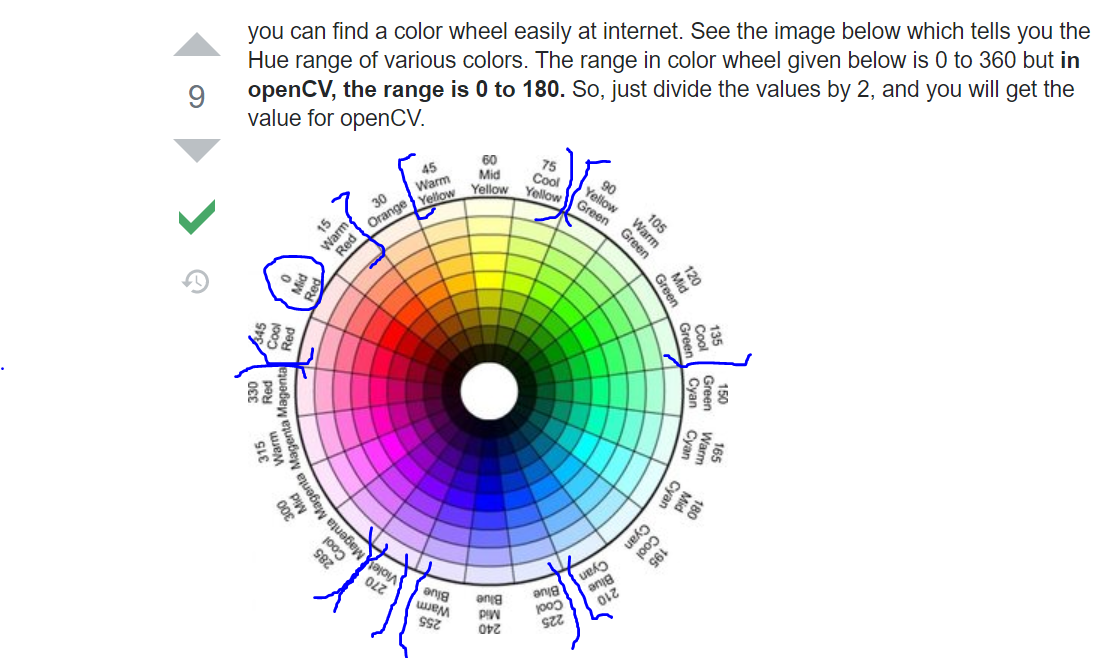 you can find a color wheel easily at internet. See the image below which tells you the
Hue range of various colors. The range in color wheel given below is 0 to 360 but in
openCV, the range is 0 to 180. So, just divide the values by 2, and you will get the
value for openCV.
9
0
Mid
Red
15
Warm
Red
30
Orange
45
Warm
Yellow
60
Mid
Yellow
75
Cool
Yellow
90
Yellow
Green
105
Warm
Green
120
Mid
Green
135
Cool
Green
150
Green
Cyan
165
Warm
Cyan
180
Mid
Cyan
195
Cool
Cyan
210
Blue
Cyan
225
Cool
Blue
240
Mid
Blue
255
Warm
Blue
270
Violet
285
Cool
Magenta
300
Mid
Magenta
315
Warm
Magenta
330
Red
Magenta
345
Cool
Red